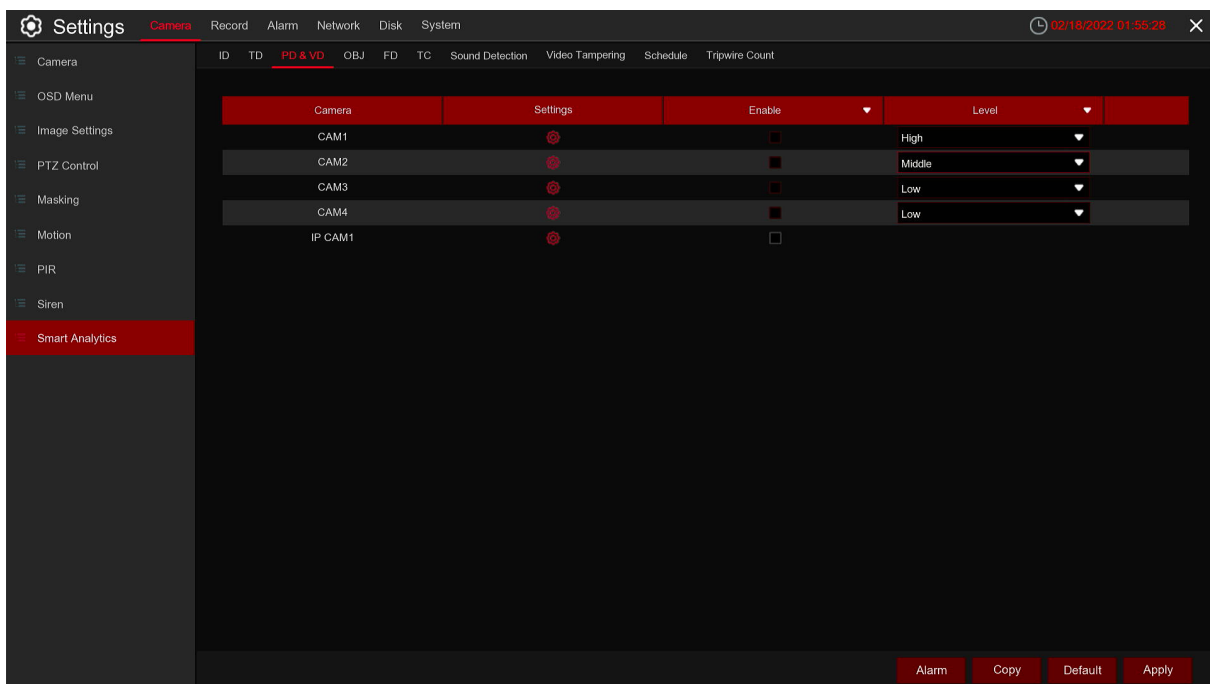 Settings Camera Record Alarm Network Disk System 02/18/2022 01:55:28
ID TD PD & VD OBJ FD TC Sound Detection Video Tampering Schedule Tripwire Count
Camera
OSD Menu
Image Settings
PTZ Control
Masking
Motion
PIR
Siren
Smart Analytics
Camera Settings Enable Level
CAM1 High
CAM2 Middle
CAM3 Low
CAM4 Low
IP CAM1
Alarm Copy Default Apply